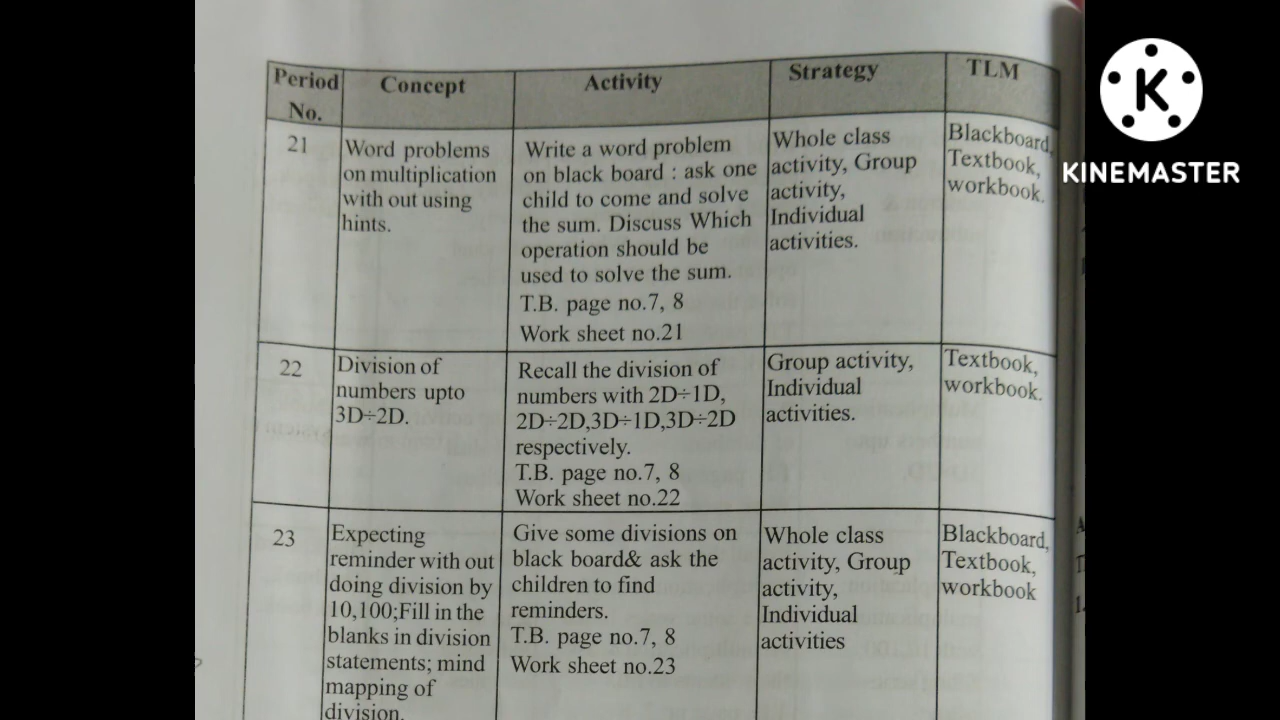 Period No.
Concept
Activity
Strategy
TLM
21
Word problems
on multiplication
with out using
hints.
Write a word problem
on black board : ask one
child to come and solve
the sum. Discuss Which
operation should be
used to solve the sum.
T.B. page no.7, 8
Work sheet no.21
Whole class
activity, Group
activity,
Individual
activities.
Blackboard,
Textbook,
workbook.
22
Division of
numbers upto
3D÷2D.
Recall the division of
numbers with 2D÷1D,
2D÷2D,3D÷1D,3D÷2D
respectively.
T.B. page no.7, 8
Work sheet no.22
Group activity,
Individual
activities.
Textbook,
workbook.
23
Expecting
reminder with out
doing division by
10,100;Fill in the
blanks in division
statements; mind
mapping of
division.
Give some divisions on
black board& ask the
children to find
reminders.
T.B. page no.7, 8
Work sheet no.23
Whole class
activity, Group
activity,
Individual
activities
Blackboard,
Textbook,
workbook
K
KINEMASTER